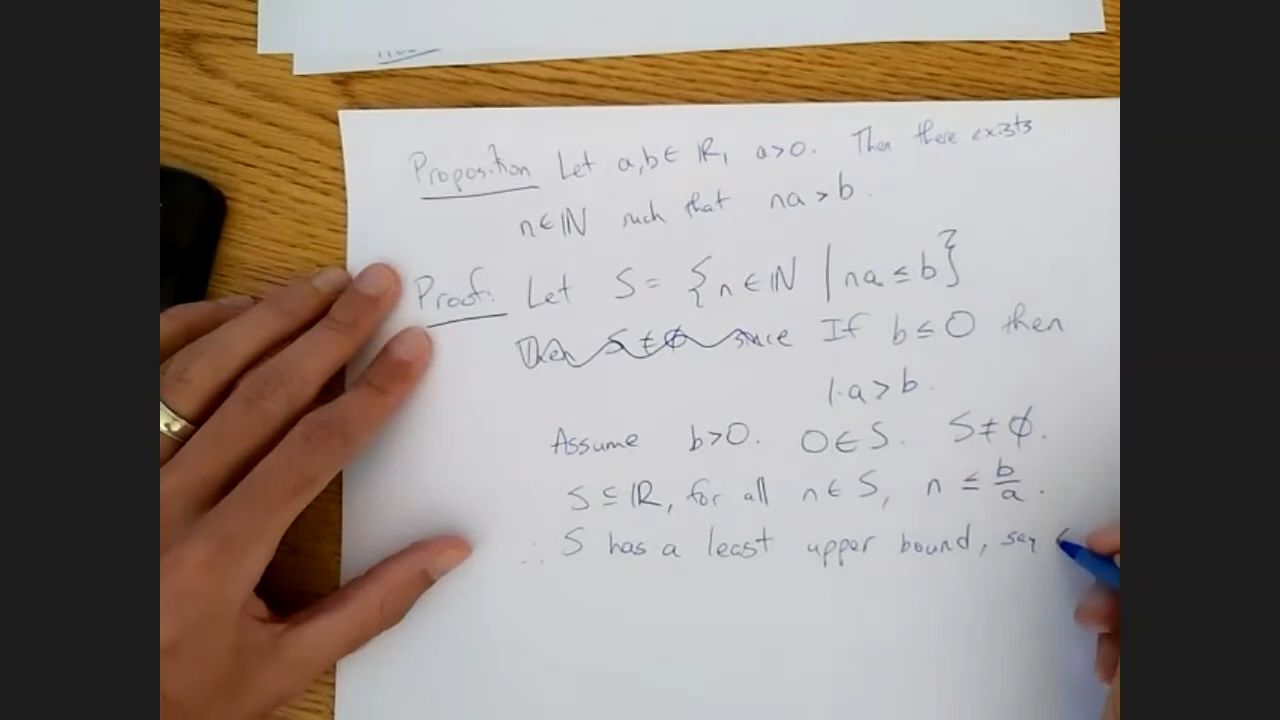 Proposition Let a,b ∈ ℝ, a>0. Then there exists
n ∈ ℕ such that na > b.
Proof: Let S = {n ∈ ℕ | na ≤ b}
Then S ≠ ∅ since If b ≤ 0 then
1·a > b.
Assume b>0. 0 ∈ S. S ≠ ∅.
S ⊆ ℝ, for all n ∈ S, n ≤ b/a.
∴ S has a least upper bound, say